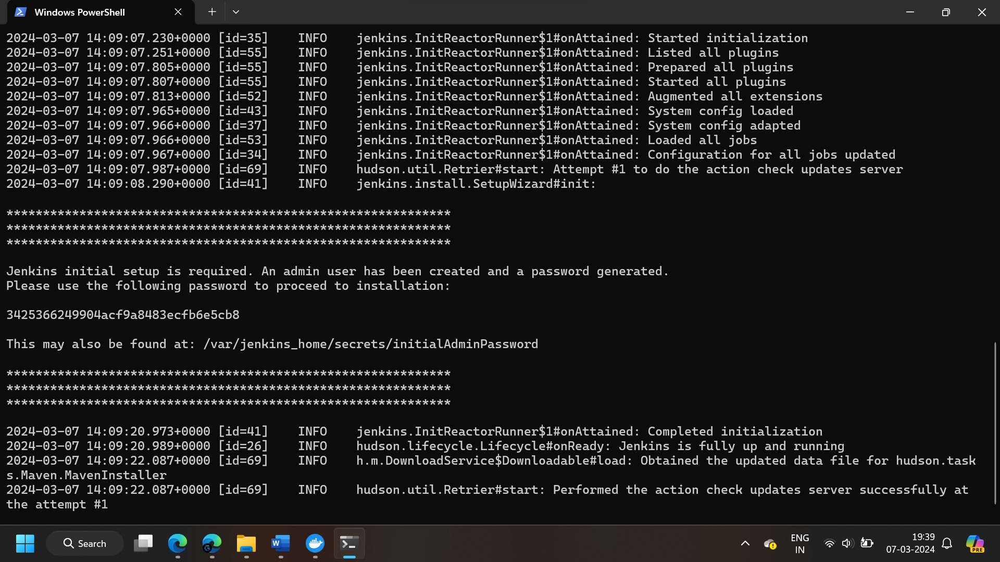 Windows PowerShell
2024-03-07 14:09:07.230+0000 [id=35]    INFO    jenkins.InitReactorRunner$1#onAttained: Started initialization
2024-03-07 14:09:07.251+0000 [id=55]    INFO    jenkins.InitReactorRunner$1#onAttained: Listed all plugins
2024-03-07 14:09:07.805+0000 [id=55]    INFO    jenkins.InitReactorRunner$1#onAttained: Prepared all plugins
2024-03-07 14:09:07.807+0000 [id=55]    INFO    jenkins.InitReactorRunner$1#onAttained: Started all plugins
2024-03-07 14:09:07.813+0000 [id=52]    INFO    jenkins.InitReactorRunner$1#onAttained: Augmented all extensions
2024-03-07 14:09:07.965+0000 [id=43]    INFO    jenkins.InitReactorRunner$1#onAttained: System config loaded
2024-03-07 14:09:07.966+0000 [id=37]    INFO    jenkins.InitReactorRunner$1#onAttained: System config adapted
2024-03-07 14:09:07.966+0000 [id=53]    INFO    jenkins.InitReactorRunner$1#onAttained: Loaded all jobs
2024-03-07 14:09:07.967+0000 [id=34]    INFO    jenkins.InitReactorRunner$1#onAttained: Configuration for all jobs updated
2024-03-07 14:09:07.987+0000 [id=69]    INFO    hudson.util.Retrier#start: Attempt #1 to do the action check updates server
2024-03-07 14:09:08.290+0000 [id=41]    INFO    jenkins.install.SetupWizard#init:
*************************************************************
*************************************************************
*************************************************************
Jenkins initial setup is required. An admin user has been created and a password generated.
Please use the following password to proceed to installation:
3425366249904acf9a8483ecfb6e5cb8
This may also be found at: /var/jenkins_home/secrets/initialAdminPassword
*************************************************************
*************************************************************
*************************************************************
2024-03-07 14:09:20.973+0000 [id=41]    INFO    jenkins.InitReactorRunner$1#onAttained: Completed initialization
2024-03-07 14:09:20.989+0000 [id=26]    INFO    hudson.lifecycle.Lifecycle#onReady: Jenkins is fully up and running
2024-03-07 14:09:22.087+0000 [id=69]    INFO    h.m.DownloadService$Downloadable#load: Obtained the updated data file for hudson.task
s.Maven.MavenInstaller
2024-03-07 14:09:22.087+0000 [id=69]    INFO    hudson.util.Retrier#start: Performed the action check updates server successfully at
the attempt #1
Search
ENG
IN
19:39
07-03-2024
PRE